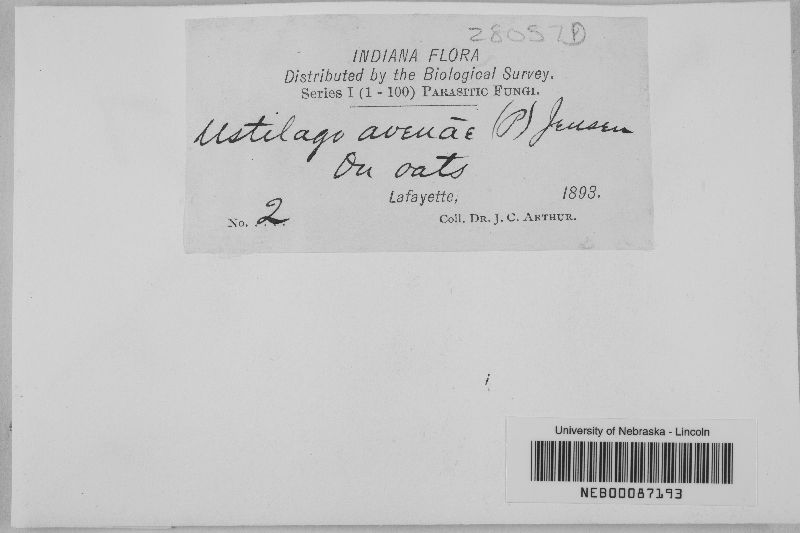 28057D
INDIANA FLORA
Distributed by the Biological Survey.
Series I (1 - 100) PARASITIC FUNGI.
Ustilago avenae (P) Jensen
On oats
Lafayette, 1893.
No. 2 Coll. DR. J. C. ARTHUR.
University of Nebraska - Lincoln
NEB00087193